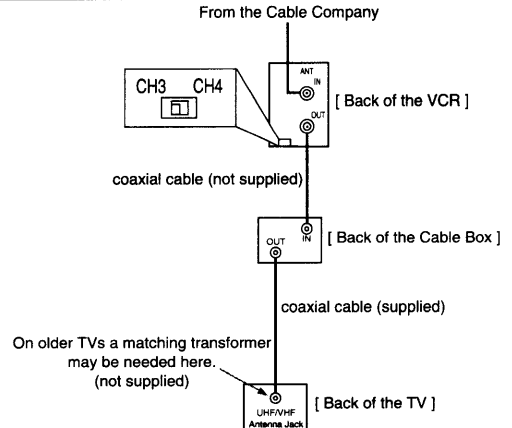 From the Cable Company
CH3 CH4
ANT
IN
OUT
[ Back of the VCR ]
coaxial cable (not supplied)
OUT
IN
[ Back of the Cable Box ]
coaxial cable (supplied)
On older TVs a matching transformer
may be needed here.
(not supplied)
UHF/VHF
Antenna Jack
[ Back of the TV ]